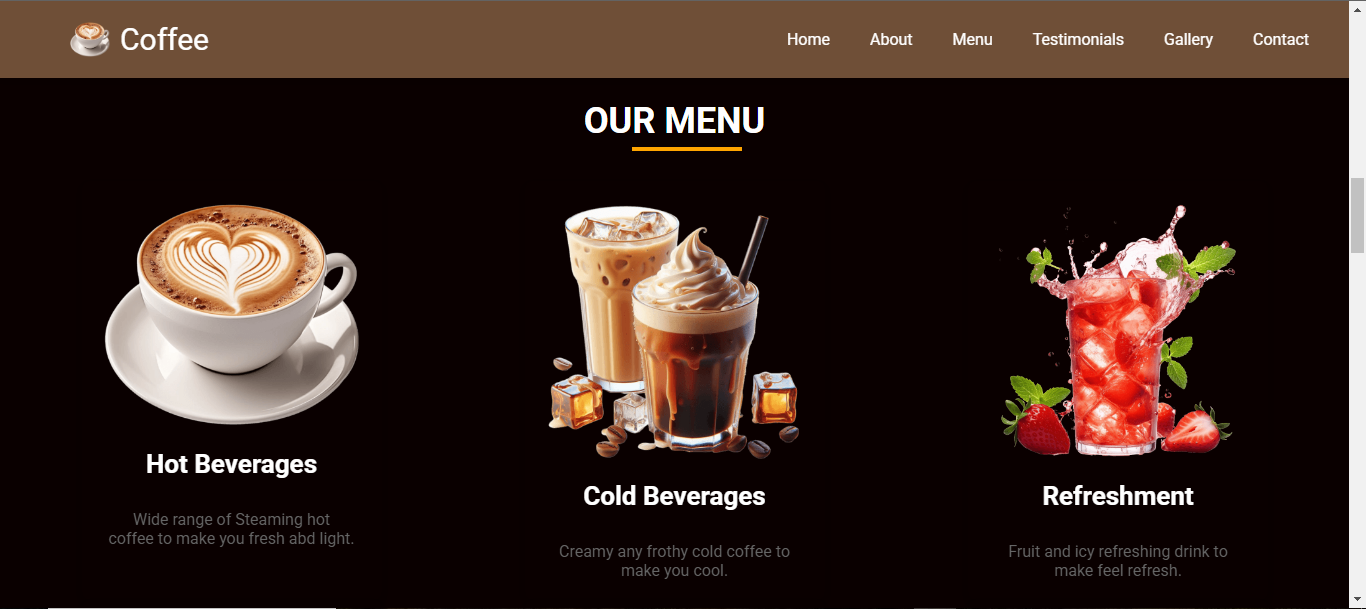 Coffee
Home About Menu Testimonials Gallery Contact
OUR MENU
Hot Beverages
Wide range of Steaming hot
coffee to make you fresh abd light.
Cold Beverages
Creamy any frothy cold coffee to
make you cool.
Refreshment
Fruit and icy refreshing drink to
make feel refresh.